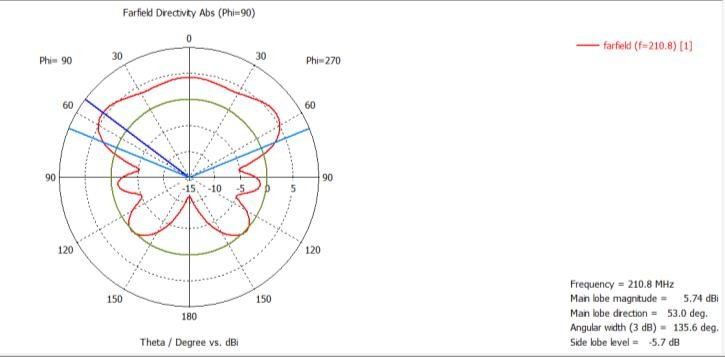 Farfield Directivity Abs (Phi=90)
farfield (f=210.8) [1]
0
Phi= 90
30
30
Phi=270
60
60
90
-15
-10
-5
0
5
90
120
120
150
150
180
Theta / Degree vs. dBi
Frequency = 210.8 MHz
Main lobe magnitude = 5.74 dBi
Main lobe direction = 53.0 deg.
Angular width (3 dB) = 135.6 deg.
Side lobe level = -5.7 dB